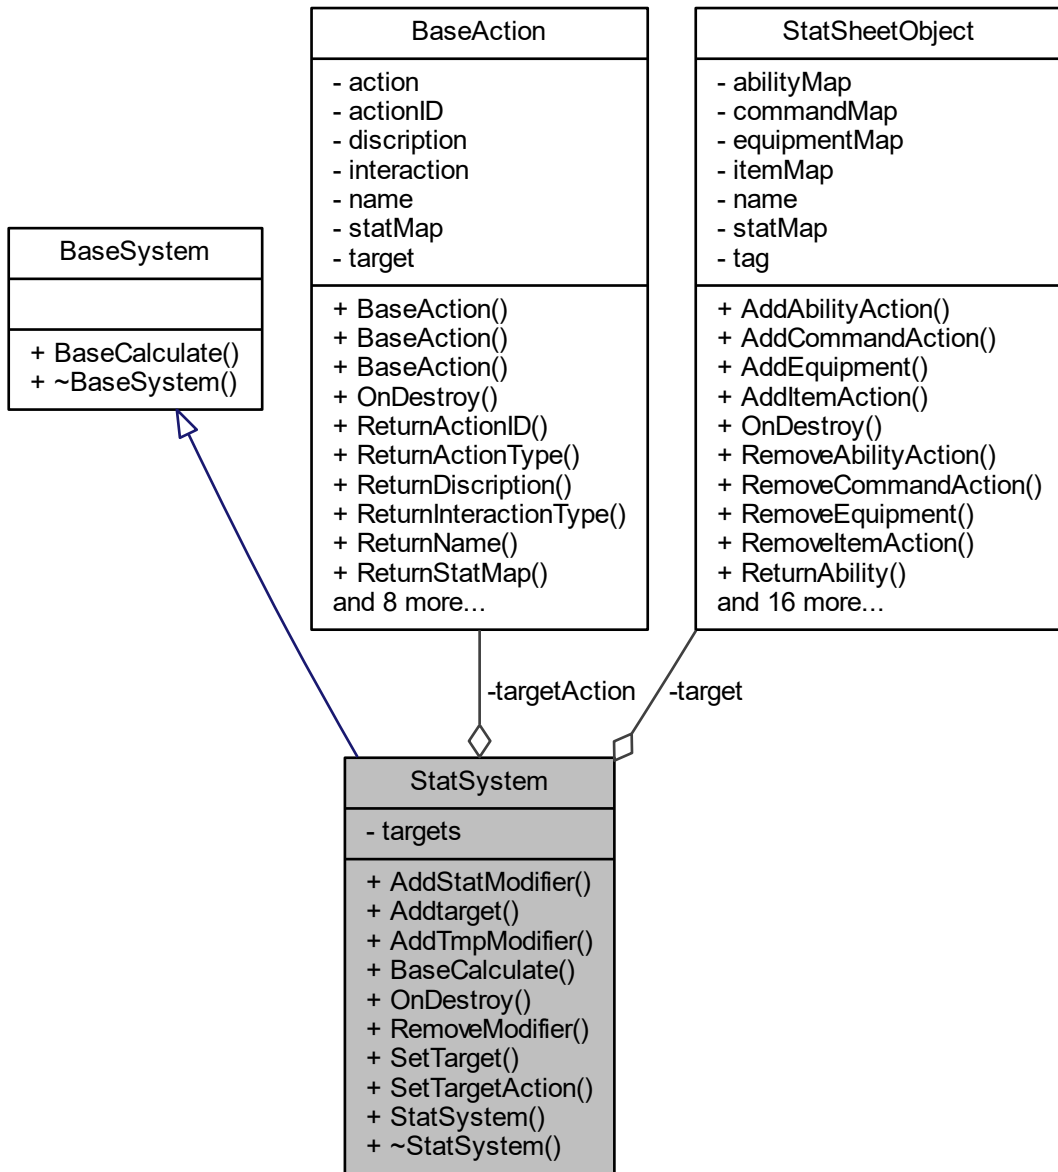 BaseAction
- action
- actionID
- discription
- interaction
- name
- statMap
- target
+ BaseAction()
+ BaseAction()
+ BaseAction()
+ OnDestroy()
+ ReturnActionID()
+ ReturnActionType()
+ ReturnDiscription()
+ ReturnInteractionType()
+ ReturnName()
+ ReturnStatMap()
and 8 more...
StatSheetObject
- abilityMap
- commandMap
- equipmentMap
- itemMap
- name
- statMap
- tag
+ AddAbilityAction()
+ AddCommandAction()
+ AddEquipment()
+ AddItemAction()
+ OnDestroy()
+ RemoveAbilityAction()
+ RemoveCommandAction()
+ RemoveEquipment()
+ RemoveItemAction()
+ ReturnAbility()
and 16 more...
BaseSystem
+ BaseCalculate()
+ ~BaseSystem()
-targetAction
-target
StatSystem
- targets
+ AddStatModifier()
+ Addtarget()
+ AddTmpModifier()
+ BaseCalculate()
+ OnDestroy()
+ RemoveModifier()
+ SetTarget()
+ SetTargetAction()
+ StatSystem()
+ ~StatSystem()